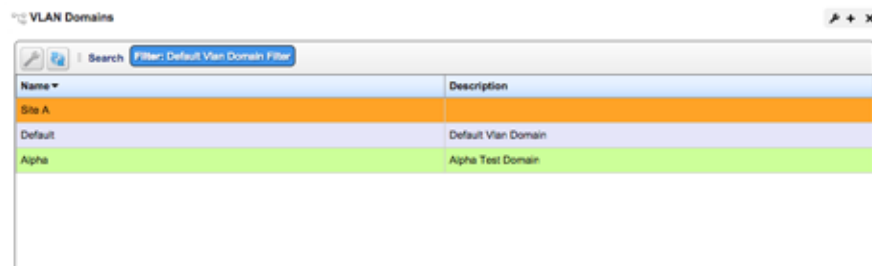 VLAN Domains
Search Filter: Default Vlan Domain Filter
Name Description
Site A
Default Default Vlan Domain
Alpha Alpha Test Domain